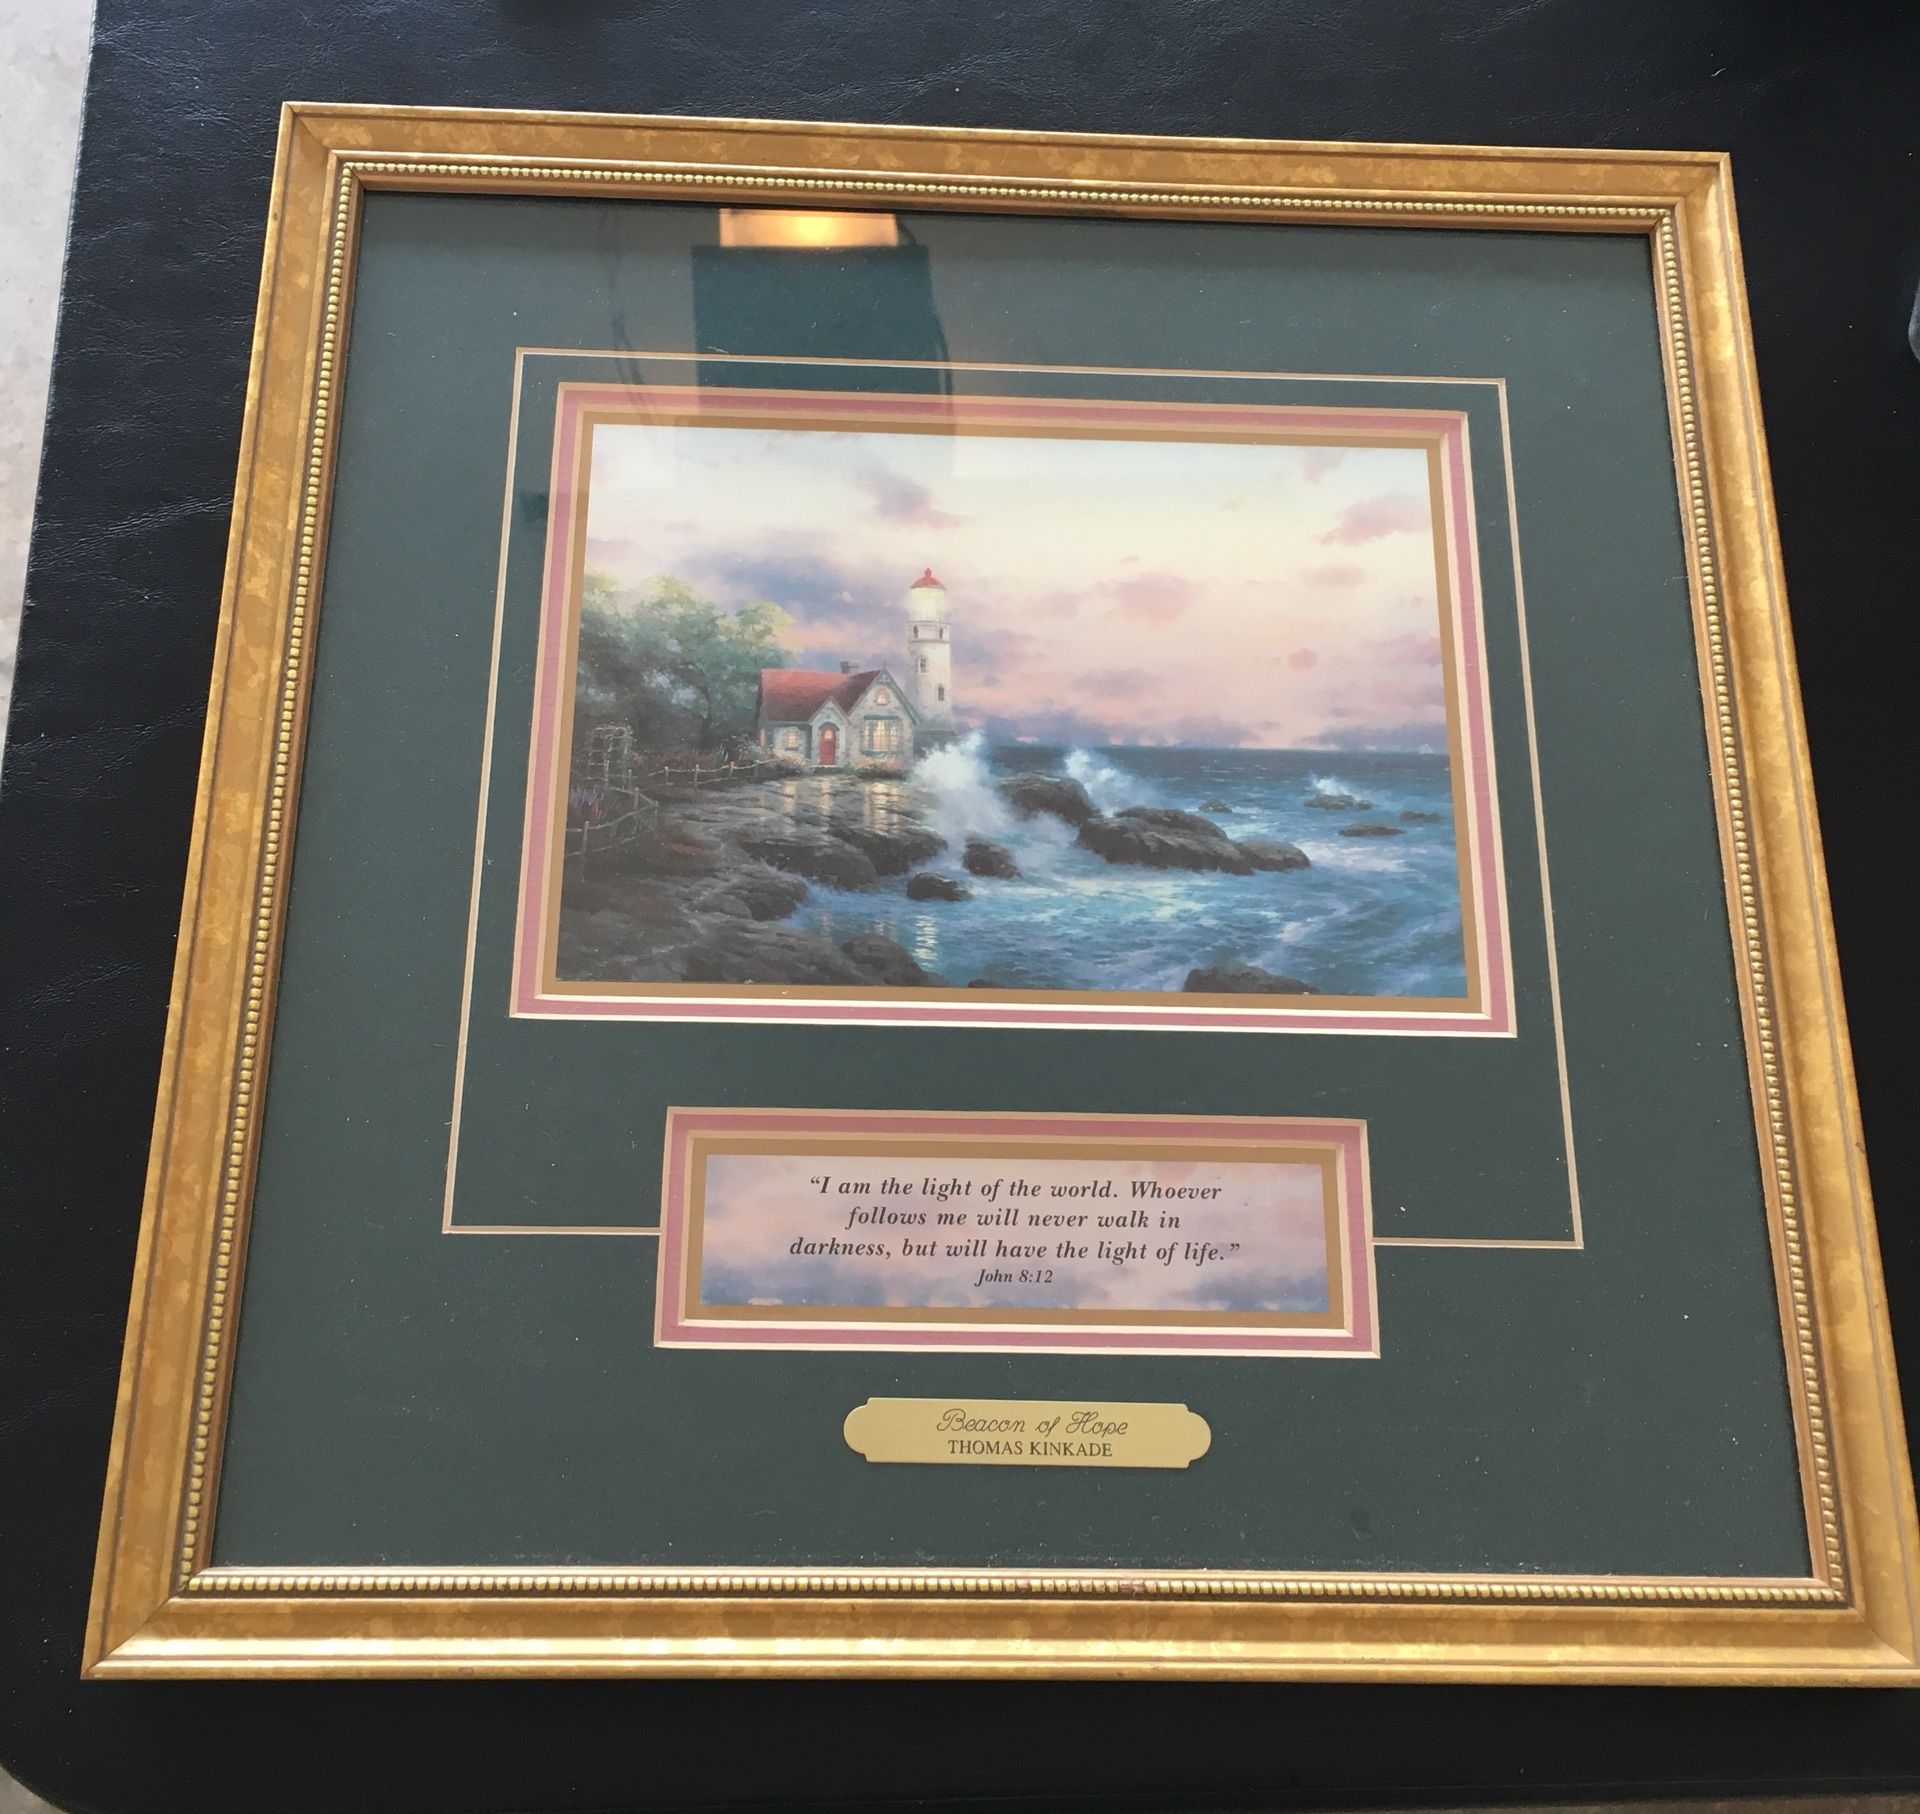 “I am the light of the world. Whoever
follows me will never walk in
darkness, but will have the light of life.”
John 8:12
Beacon of Hope
THOMAS KINKADE